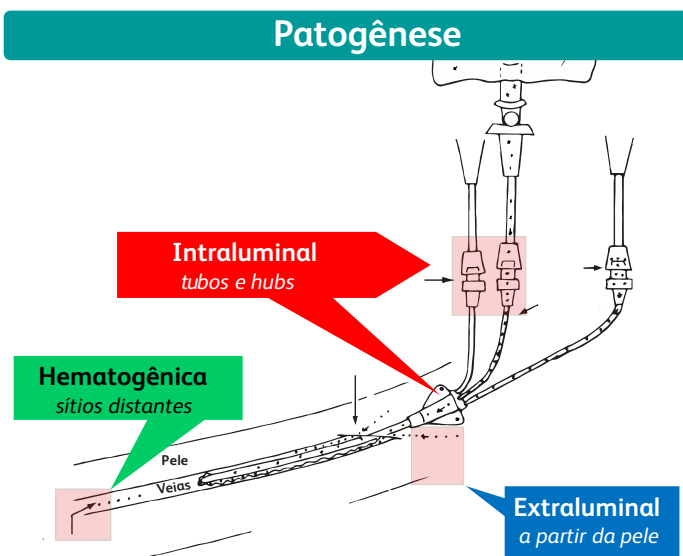 Patogênese
Intraluminal
tubos e hubs
Hematogênica
sítios distantes
Pele
Veias
Extraluminal
a partir da pele